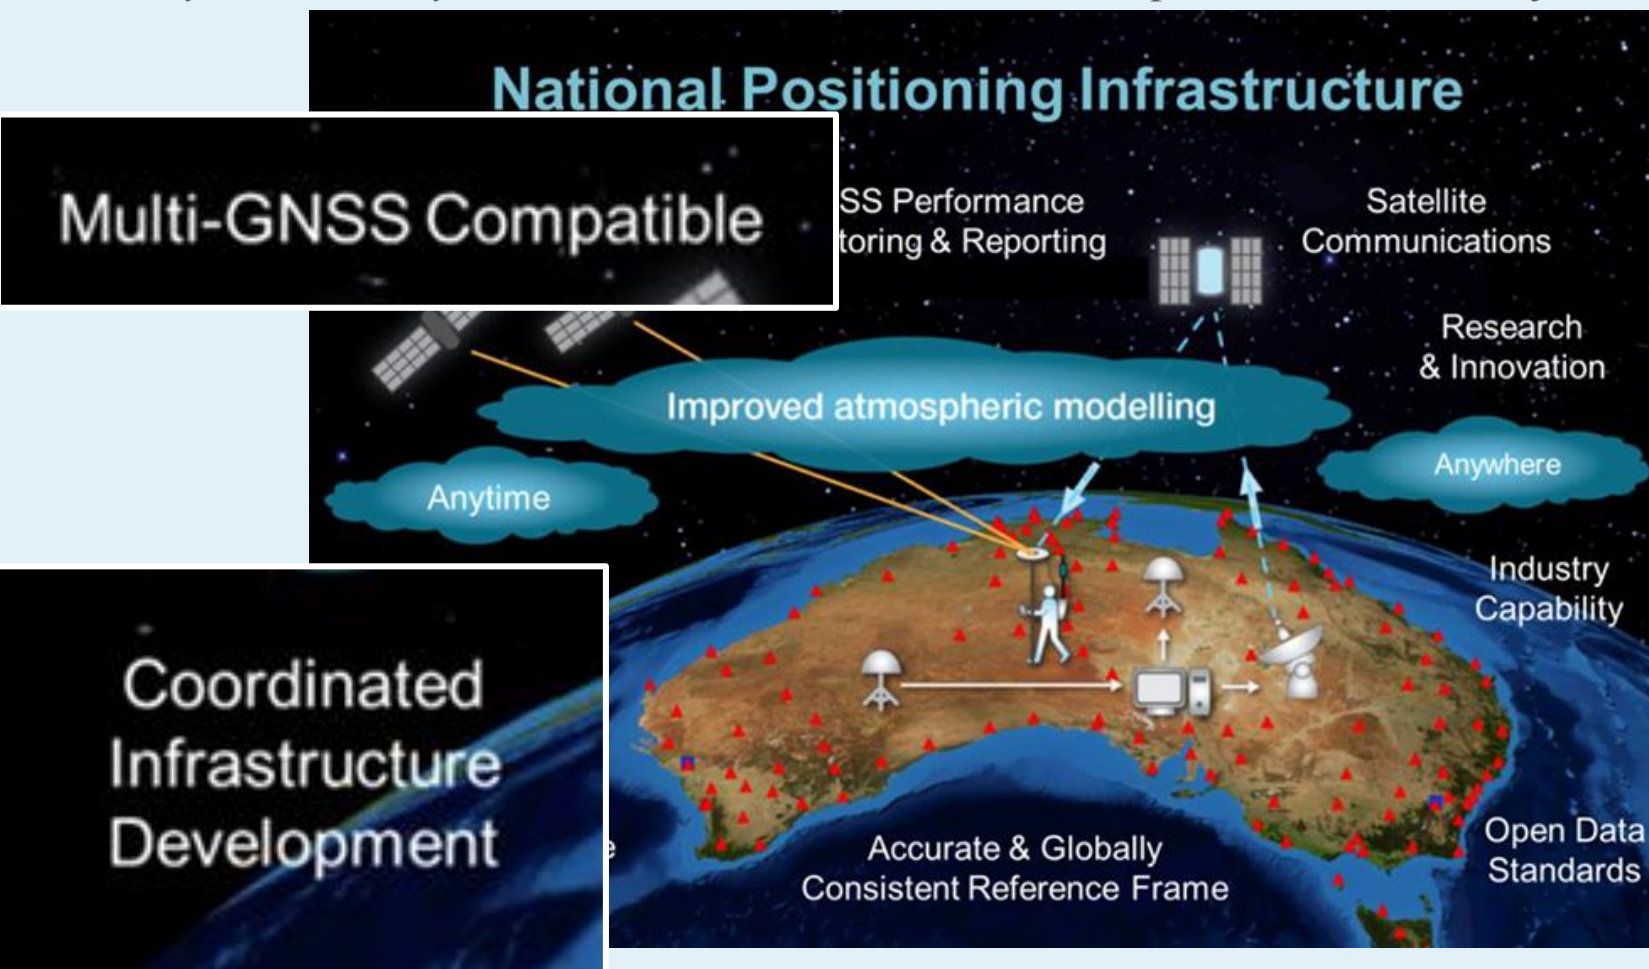 National Positioning Infrastructure
Multi-GNSS Compatible
SS Performance
toring & Reporting
Satellite
Communications
Research
& Innovation
Improved atmospheric modelling
Anytime
Anywhere
Industry
Capability
Coordinated
Infrastructure
Development
Accurate & Globally
Consistent Reference Frame
Open Data
Standards